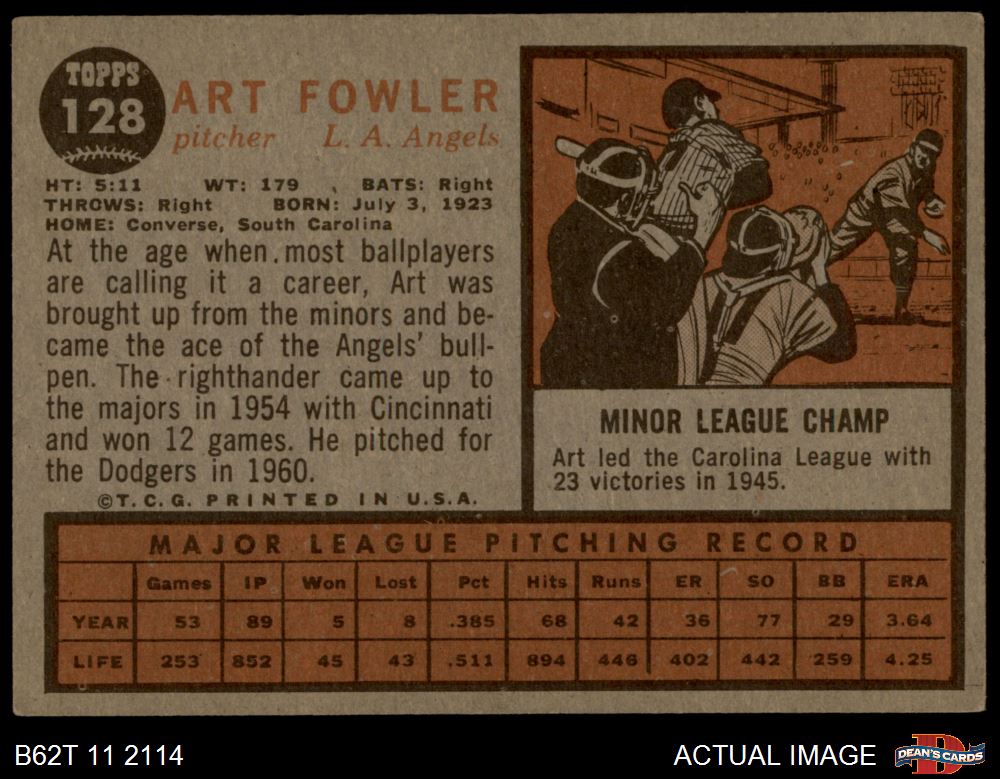 TOPPS
128
ART FOWLER
pitcher L. A. Angels
HT: 5:11 WT: 179 BATS: Right
THROWS: Right BORN: July 3, 1923
HOME: Converse, South Carolina
At the age when most ballplayers
are calling it a career, Art was
brought up from the minors and be-
came the ace of the Angels' bull-
pen. The righthander came up to
the majors in 1954 with Cincinnati
and won 12 games. He pitched for
the Dodgers in 1960.
©T.C.G. PRINTED IN U.S.A.
MINOR LEAGUE CHAMP
Art led the Carolina League with
23 victories in 1945.
MAJOR LEAGUE PITCHING RECORD
Games IP Won Lost Pct Hits Runs ER SO BB ERA
YEAR 53 89 5 8 .385 68 42 36 77 29 3.64
LIFE 253 852 45 43 .511 894 446 402 442 259 4.25
B62T 11 2114 ACTUAL IMAGE DEAN'S CARDS